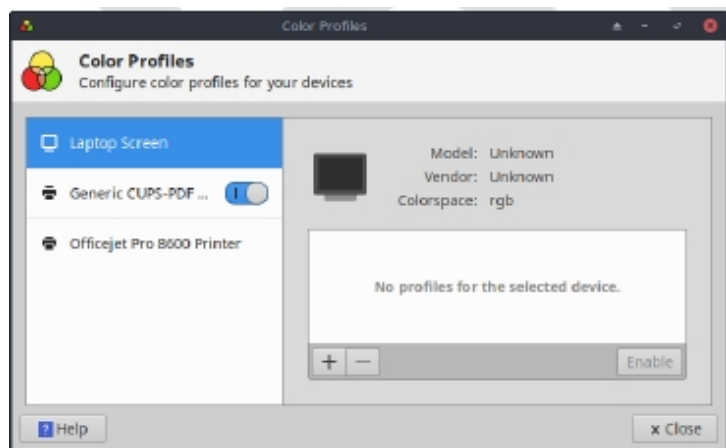 Color Profiles
Color Profiles
Configure color profiles for your devices
Laptop Screen
Generic CUPS-PDF ...
Officejet Pro 8600 Printer
Model: Unknown
Vendor: Unknown
Colorspace: rgb
No profiles for the selected device.
Enable
? Help
x Close